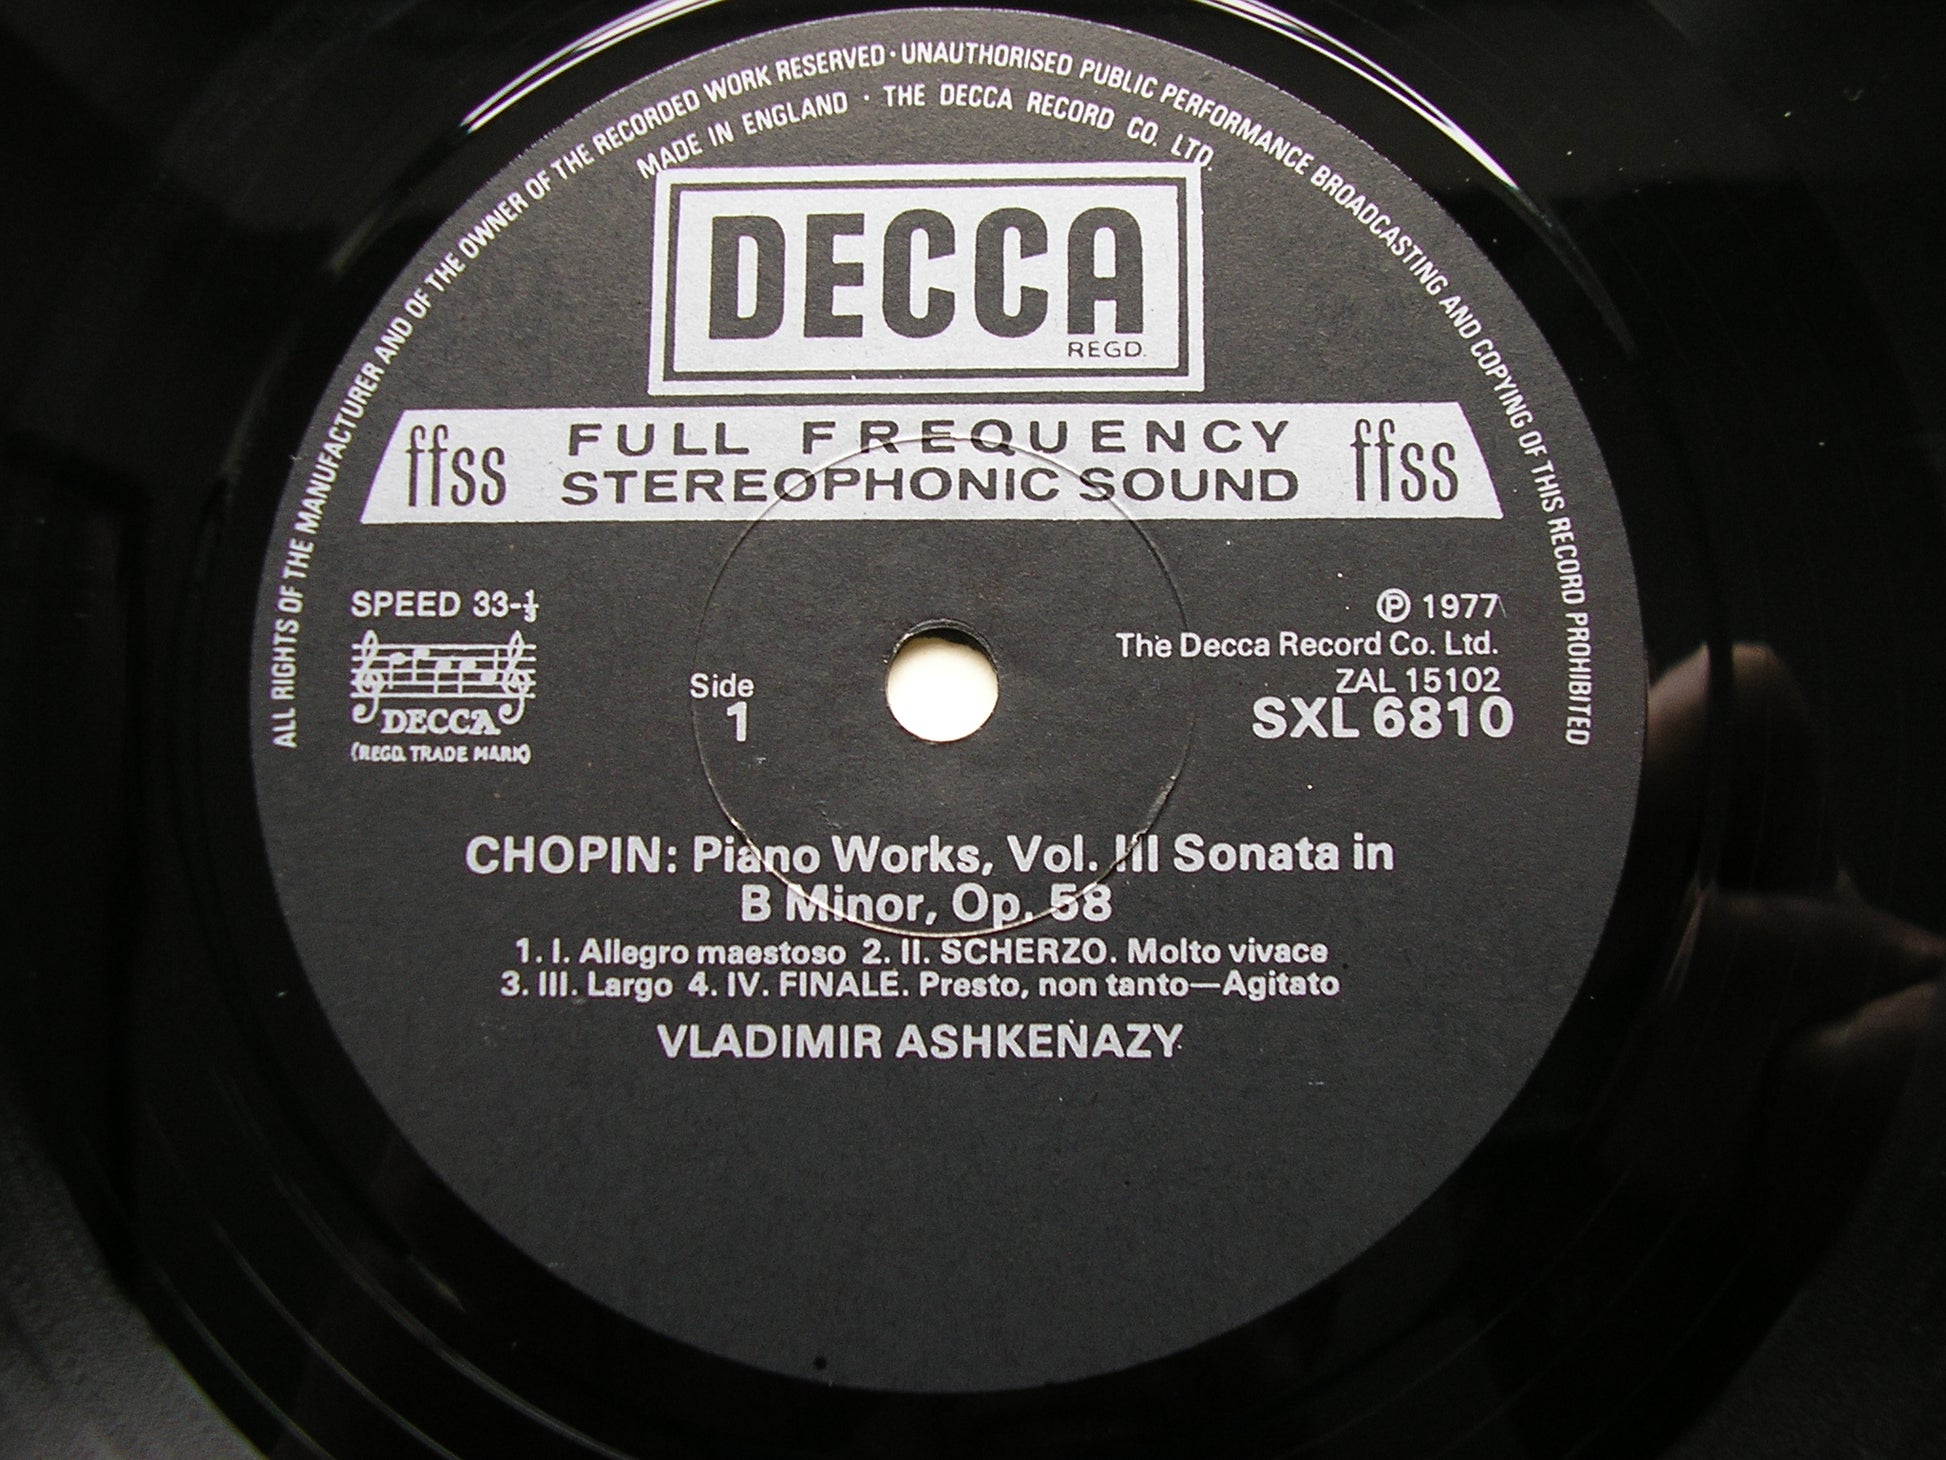 ALL RIGHTS OF THE MANUFACTURER AND OF THE OWNER OF THE RECORDED WORK RESERVED · UNAUTHORISED PUBLIC PERFORMANCE BROADCASTING AND COPYING OF THIS RECORD PROHIBITED
MADE IN ENGLAND · THE DECCA RECORD CO. LTD.
DECCA
REGD.
ffss FULL FREQUENCY STEREOPHONIC SOUND ffss
SPEED 33-⅓
DECCA
(REGD. TRADE MARK)
Side
1
Ⓟ 1977
The Decca Record Co. Ltd.
ZAL 15102
SXL 6810
CHOPIN: Piano Works, Vol. III Sonata in
B Minor, Op. 58
1. I. Allegro maestoso 2. II. SCHERZO. Molto vivace
3. III. Largo 4. IV. FINALE. Presto, non tanto—Agitato
VLADIMIR ASHKENAZY